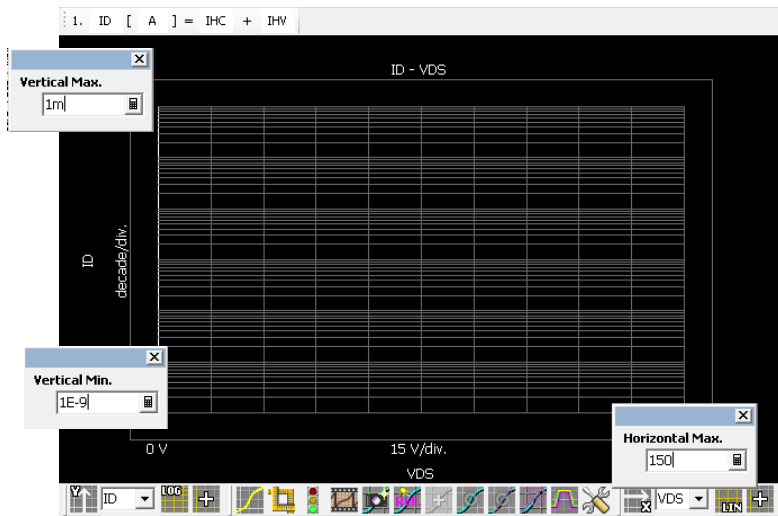 1. ID [ A ] = IHC + IHV
ID - VDS
Vertical Max.
1m
ID
decade/div.
Vertical Min.
1E-9
0 V
15 V/div.
VDS
Horizontal Max.
150
Y
ID
LOG
X
VDS
LIN